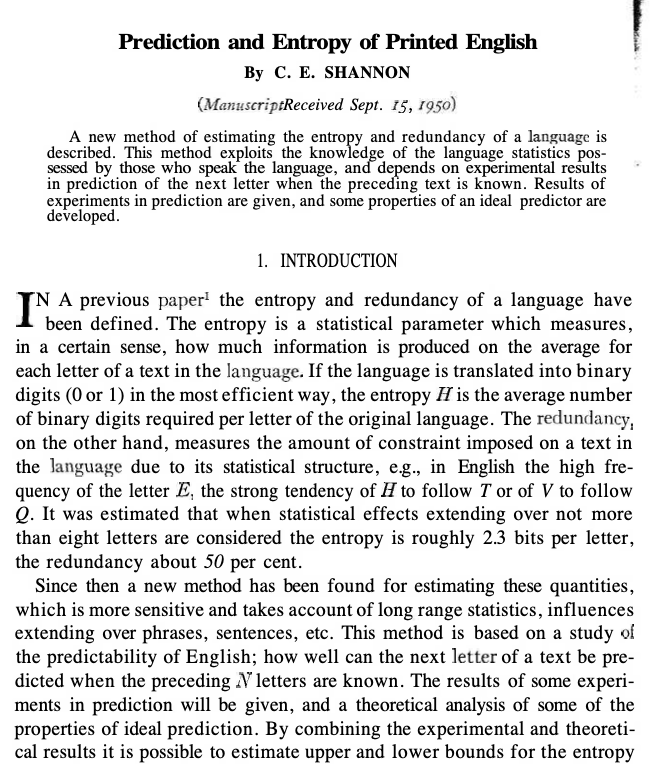 Prediction and Entropy of Printed English
By C. E. SHANNON
(ManuscriptReceived Sept. 15, 1950)
A new method of estimating the entropy and redundancy of a language is
described. This method exploits the knowledge of the language statistics pos-
sessed by those who speak the language, and depends on experimental results
in prediction of the next letter when the preceding text is known. Results of
experiments in prediction are given, and some properties of an ideal predictor are
developed.
1. INTRODUCTION
IN A previous paper¹ the entropy and redundancy of a language have
been defined. The entropy is a statistical parameter which measures,
in a certain sense, how much information is produced on the average for
each letter of a text in the language. If the language is translated into binary
digits (0 or 1) in the most efficient way, the entropy H is the average number
of binary digits required per letter of the original language. The redundancy,
on the other hand, measures the amount of constraint imposed on a text in
the language due to its statistical structure, e.g., in English the high fre-
quency of the letter E, the strong tendency of H to follow T or of V to follow
Q. It was estimated that when statistical effects extending over not more
than eight letters are considered the entropy is roughly 2.3 bits per letter,
the redundancy about 50 per cent.
Since then a new method has been found for estimating these quantities,
which is more sensitive and takes account of long range statistics, influences
extending over phrases, sentences, etc. This method is based on a study of
the predictability of English; how well can the next letter of a text be pre-
dicted when the preceding N letters are known. The results of some experi-
ments in prediction will be given, and a theoretical analysis of some of the
properties of ideal prediction. By combining the experimental and theoreti-
cal results it is possible to estimate upper and lower bounds for the entropy